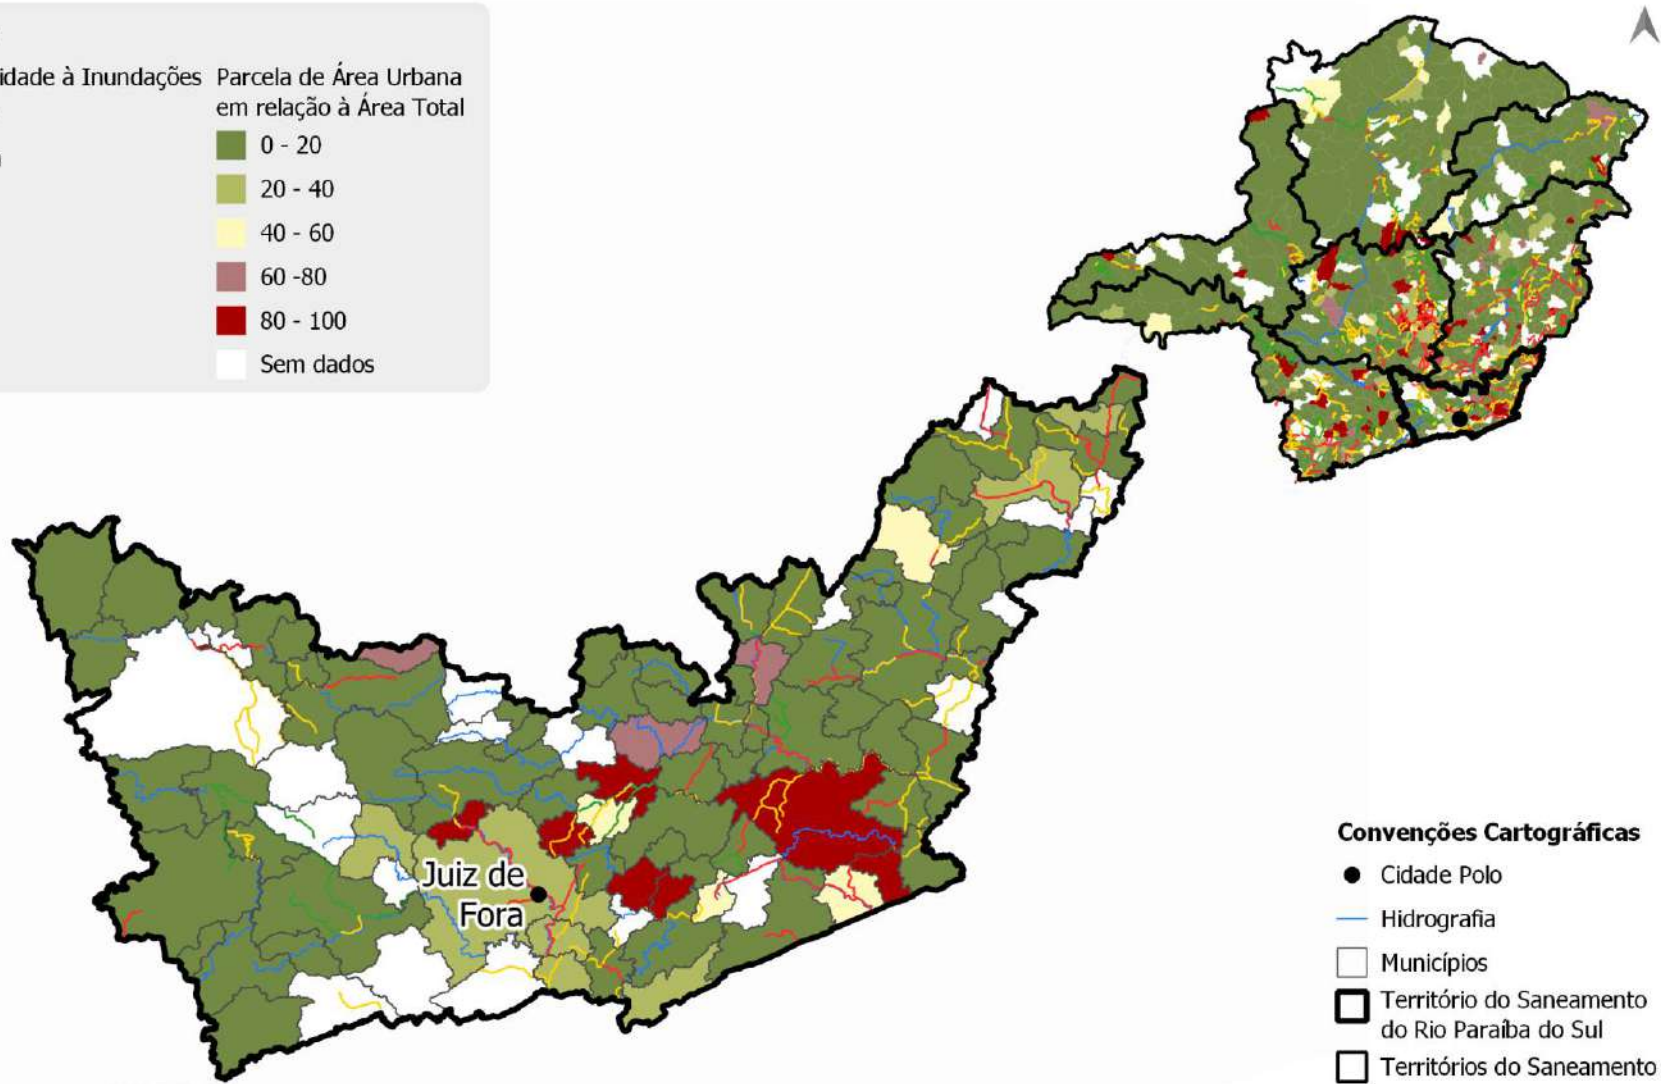 idade à Inundações
Parcela de Área Urbana
em relação à Área Total
0 - 20
20 - 40
40 - 60
60 -80
80 - 100
Sem dados
Juiz de
Fora
Convenções Cartográficas
Cidade Polo
Hidrografia
Municípios
Território do Saneamento
do Rio Paraíba do Sul
Territórios do Saneamento